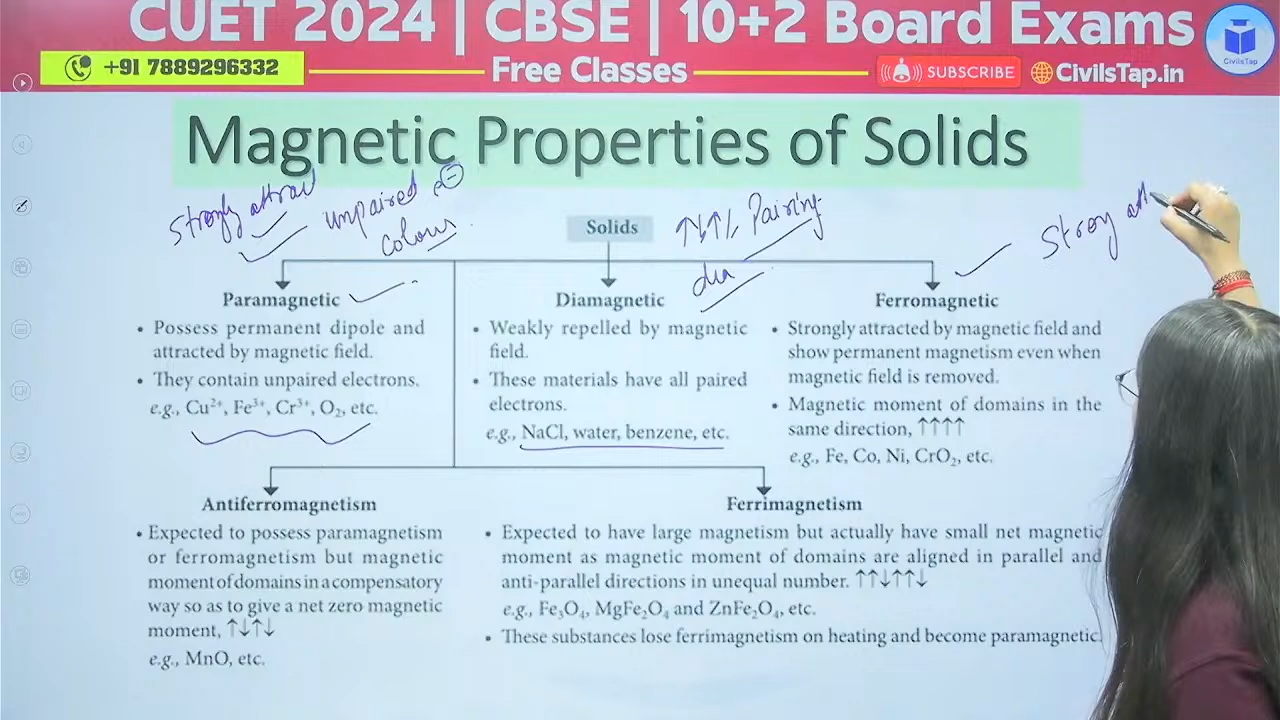 CUET 2024 | CBSE | 10+2 Board Exams
+91 7889296332
Free Classes
SUBSCRIBE
CivilsTap.in
CivilsTap
Magnetic Properties of Solids
Strongly attract
unpaired e⊖
colour
↑↓↑↓ Pairing
dia
Strong att
Solids
Paramagnetic
• Possess permanent dipole and
attracted by magnetic field.
• They contain unpaired electrons.
e.g., Cu²⁺, Fe³⁺, Cr³⁺, O₂, etc.
Diamagnetic
• Weakly repelled by magnetic
field.
• These materials have all paired
electrons.
e.g., NaCl, water, benzene, etc.
Ferromagnetic
• Strongly attracted by magnetic field and
show permanent magnetism even when
magnetic field is removed.
• Magnetic moment of domains in the
same direction, ↑↑↑↑
e.g., Fe, Co, Ni, CrO₂, etc.
Antiferromagnetism
• Expected to possess paramagnetism
or ferromagnetism but magnetic
moment of domains in a compensatory
way so as to give a net zero magnetic
moment, ↑↓↑↓
e.g., MnO, etc.
Ferrimagnetism
• Expected to have large magnetism but actually have small net magnetic
moment as magnetic moment of domains are aligned in parallel and
anti-parallel directions in unequal number. ↑↑↓↑↑↓
e.g., Fe₃O₄, MgFe₂O₄ and ZnFe₂O₄, etc.
• These substances lose ferrimagnetism on heating and become paramagnetic.